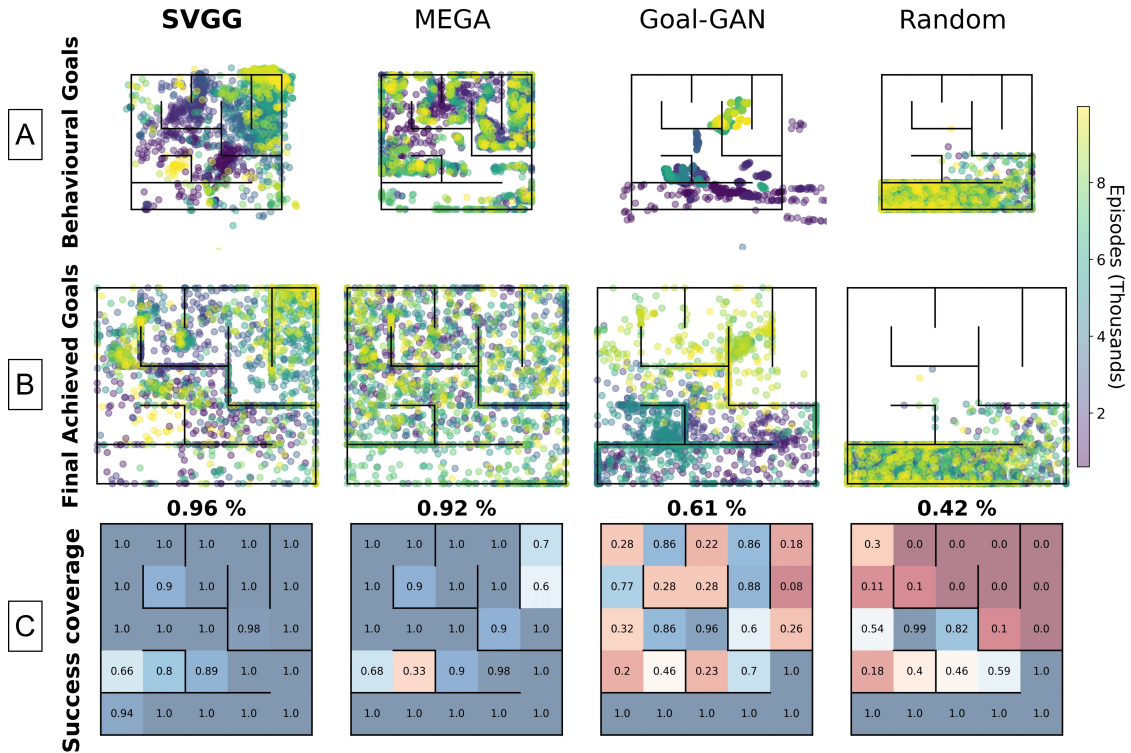 SVGG MEGA Goal-GAN Random
A
Behavioural Goals
B
Final Achieved Goals
8
6
4
2
Episodes (Thousands)
0.96 % 0.92 % 0.61 % 0.42 %
C
Success coverage
1.0 1.0 1.0 1.0 1.0 1.0 1.0 1.0 1.0 0.7 0.28 0.86 0.22 0.86 0.18 0.3 0.0 0.0 0.0 0.0
1.0 0.9 1.0 1.0 1.0 1.0 0.9 1.0 1.0 0.6 0.77 0.28 0.28 0.88 0.08 0.11 0.1 0.0 0.0 0.0
1.0 1.0 1.0 0.98 1.0 1.0 1.0 1.0 0.9 1.0 0.32 0.86 0.96 0.6 0.26 0.54 0.99 0.82 0.1 0.0
0.66 0.8 0.89 1.0 1.0 0.68 0.33 0.9 0.98 1.0 0.2 0.46 0.23 0.7 1.0 0.18 0.4 0.46 0.59 1.0
0.94 1.0 1.0 1.0 1.0 1.0 1.0 1.0 1.0 1.0 1.0 1.0 1.0 1.0 1.0 1.0 1.0 1.0 1.0 1.0